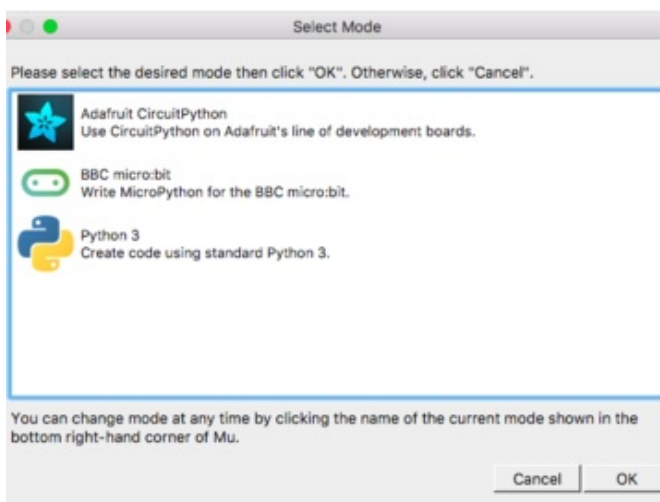 Select Mode
Please select the desired mode then click "OK". Otherwise, click "Cancel".
Adafruit CircuitPython
Use CircuitPython on Adafruit's line of development boards.
BBC micro:bit
Write MicroPython for the BBC micro:bit.
Python 3
Create code using standard Python 3.
You can change mode at any time by clicking the name of the current mode shown in the
bottom right-hand corner of Mu.
Cancel OK